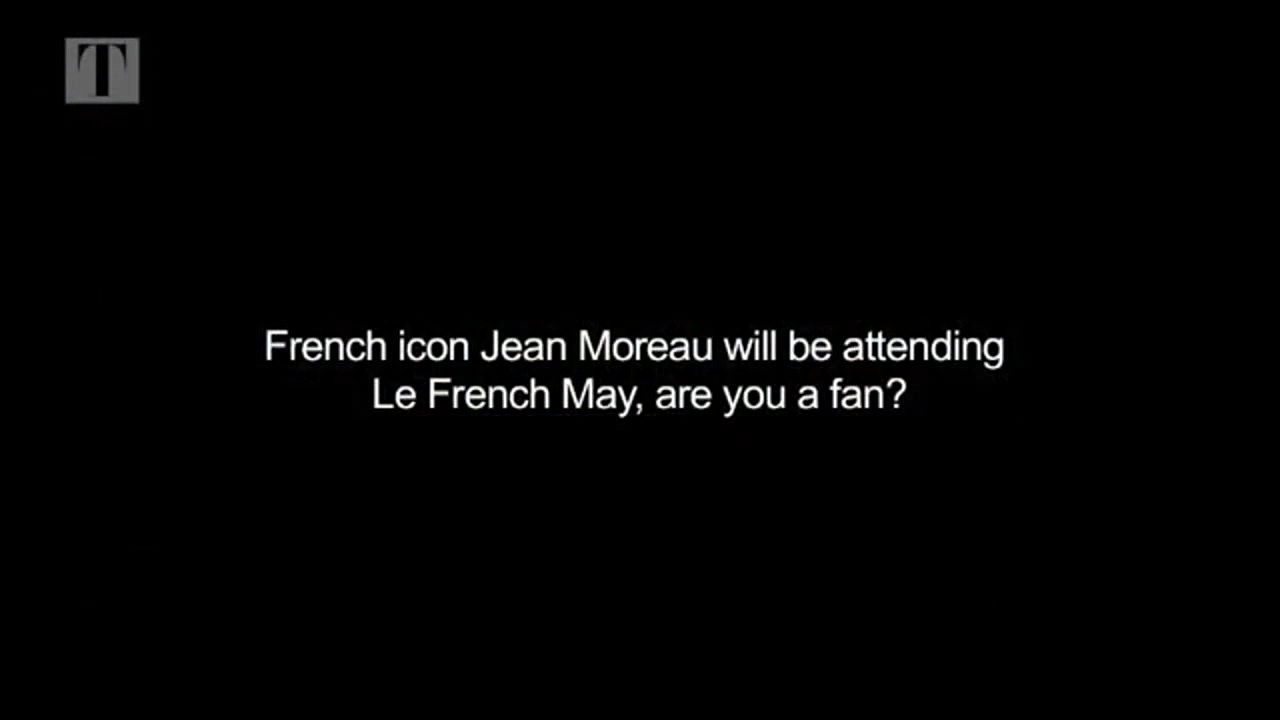 T
French icon Jean Moreau will be attending
Le French May, are you a fan?